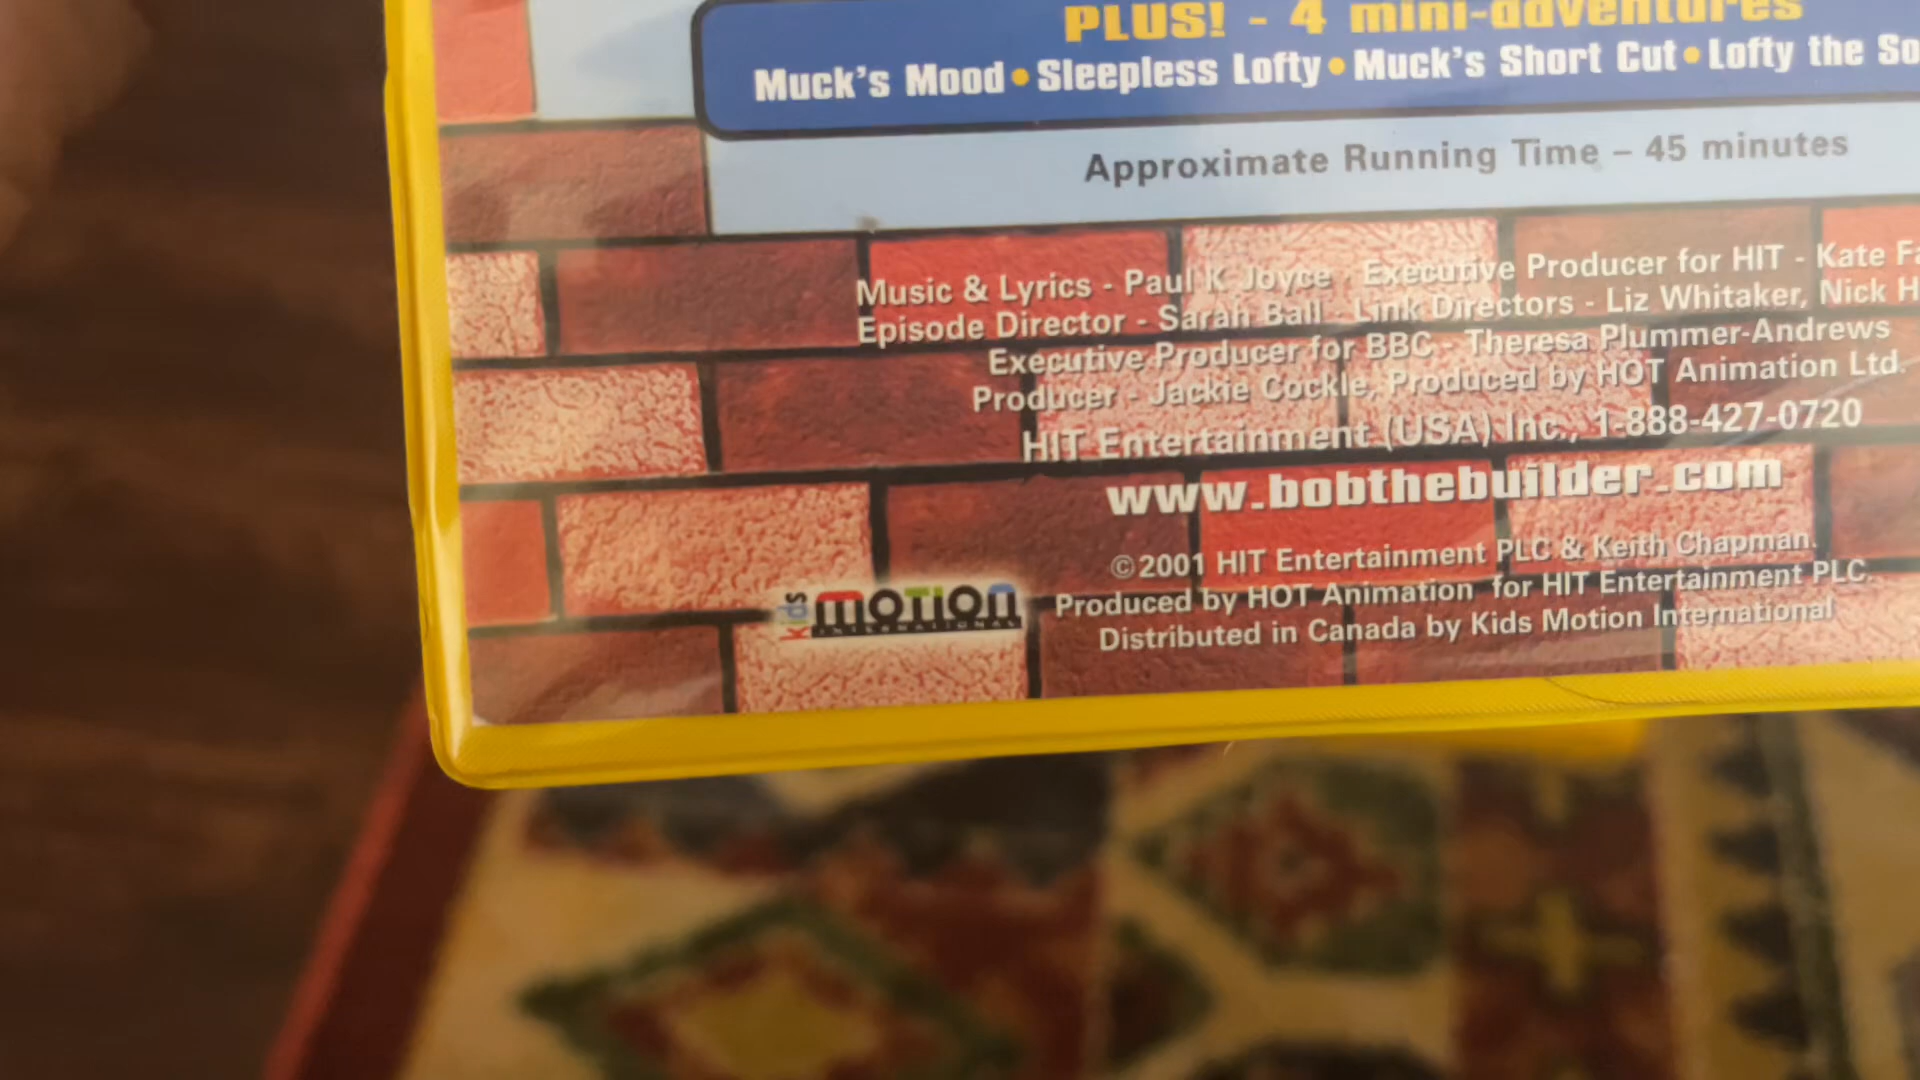 PLUS! - 4 mini-adventures
Muck's Mood • Sleepless Lofty • Muck's Short Cut • Lofty the
Approximate Running Time – 45 minutes
Music & Lyrics - Paul K Joyce · Executive Producer for HIT - Kate
Episode Director - Sarah Ball · Link Directors - Liz Whitaker, Nick
Executive Producer for BBC - Theresa Plummer-Andrews
Producer - Jackie Cockle, Produced by HOT Animation Ltd.
HIT Entertainment (USA) Inc., 1-888-427-0720
www.bobthebuilder.com
©2001 HIT Entertainment PLC & Keith Chapman.
Produced by HOT Animation for HIT Entertainment PLC.
Distributed in Canada by Kids Motion International
kids motion
INTERNATIONAL